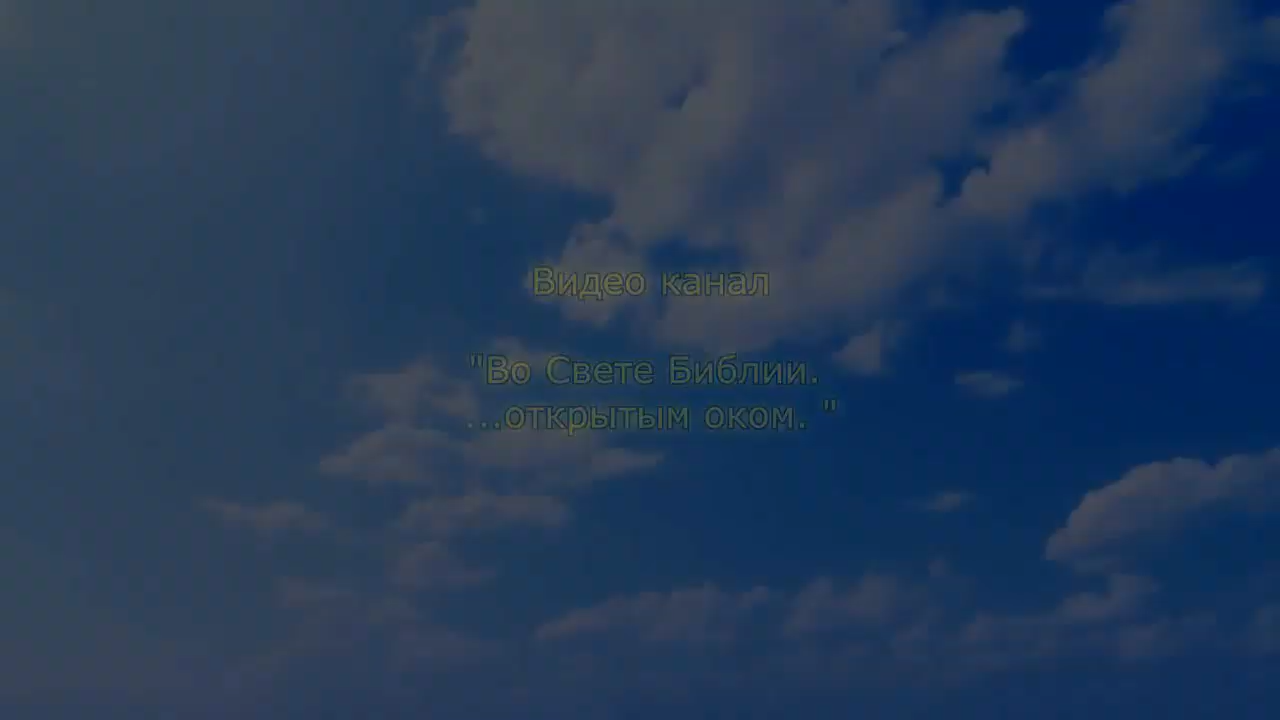 Видео канал
"Во Свете Библии.
...открытым оком. "